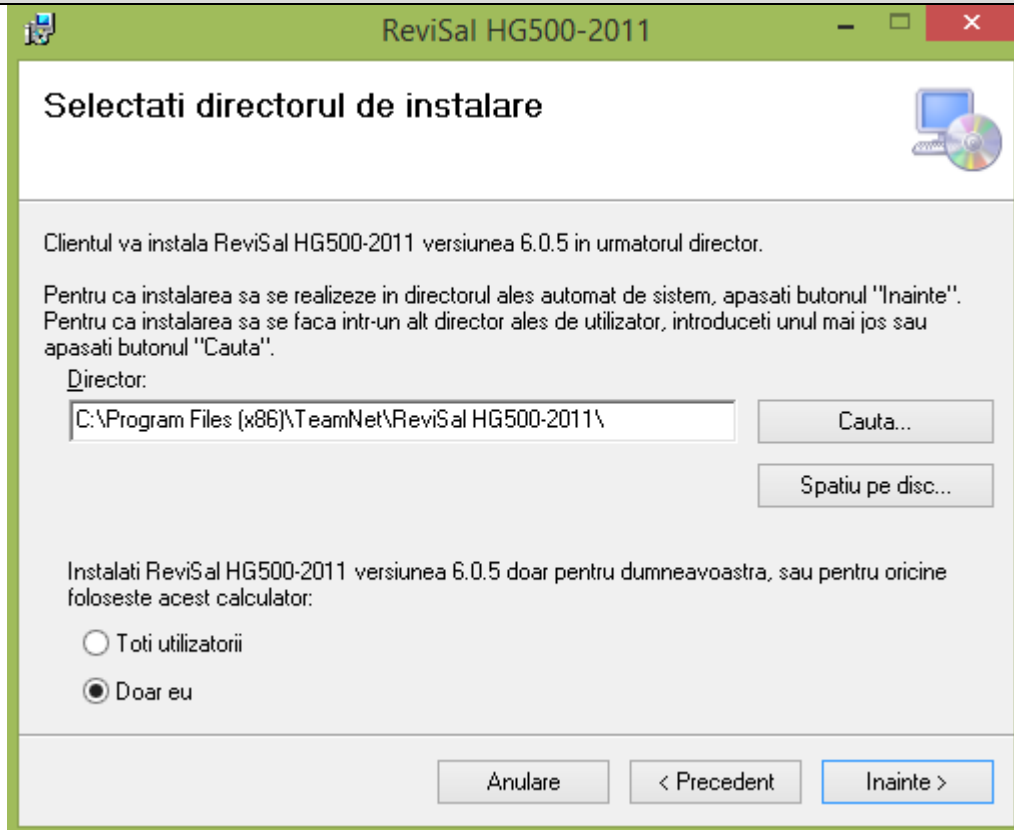 ReviSal HG500-2011
Selectati directorul de instalare
Clientul va instala ReviSal HG500-2011 versiunea 6.0.5 in urmatorul director.
Pentru ca instalarea sa se realizeze in directorul ales automat de sistem, apasati butonul "Inainte".
Pentru ca instalarea sa se faca intr-un alt director ales de utilizator, introduceti unul mai jos sau
apasati butonul "Cauta".
Director:
C:\Program Files (x86)\TeamNet\ReviSal HG500-2011\
Cauta...
Spatiu pe disc...
Instalati ReviSal HG500-2011 versiunea 6.0.5 doar pentru dumneavoastra, sau pentru oricine
foloseste acest calculator:
Toti utilizatorii
Doar eu
Anulare
< Precedent
Inainte >